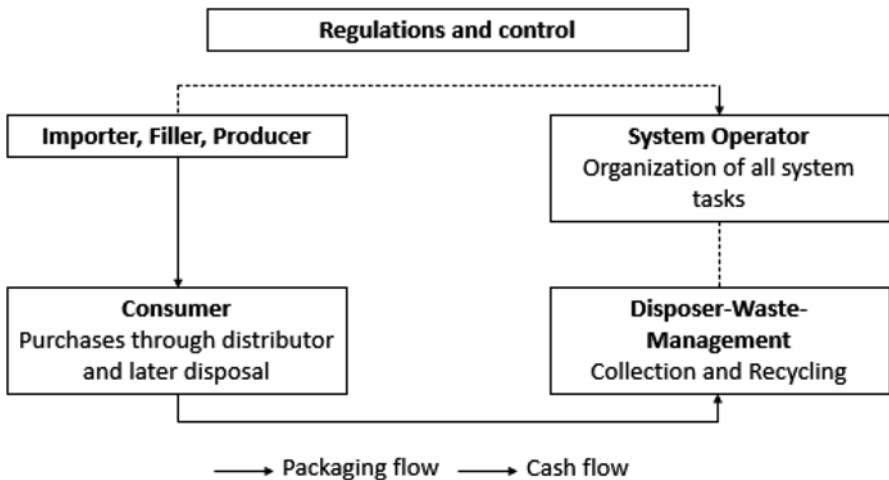 Regulations and control
Importer, Filler, Producer
System Operator
Organization of all system
tasks
Consumer
Purchases through distributor
and later disposal
Disposer-Waste-
Management
Collection and Recycling
Packaging flow Cash flow